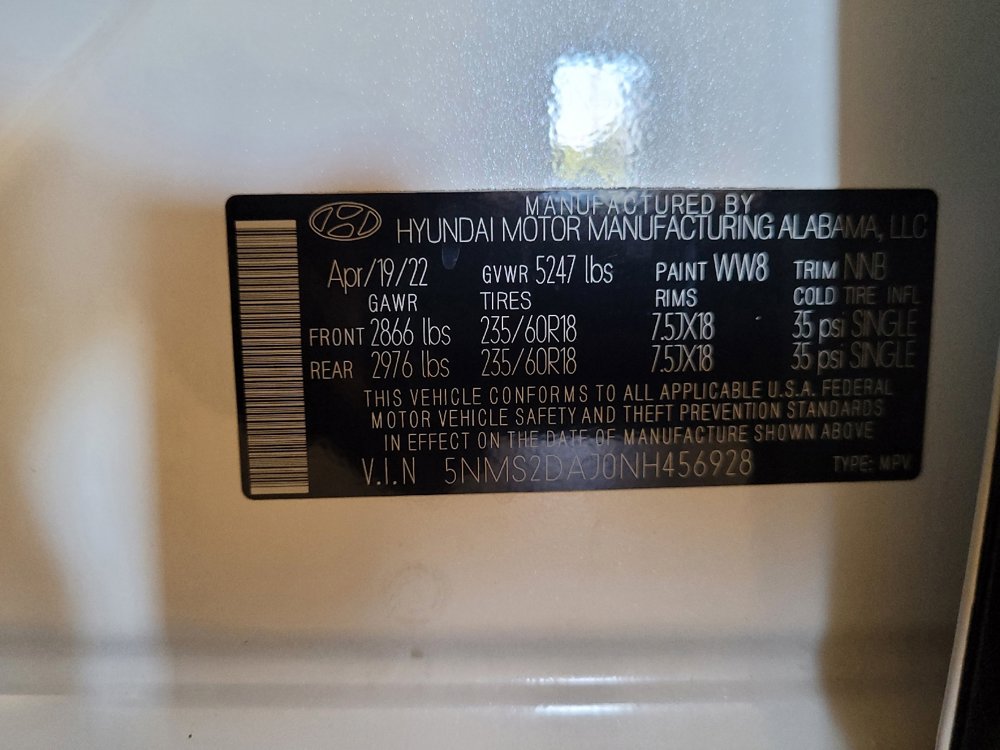 MANUFACTURED BY
HYUNDAI MOTOR MANUFACTURING ALABAMA, LLC
Apr/19/22 GVWR 5247 lbs PAINT WW8 TRIM NNB
GAWR TIRES RIMS COLD TIRE INFL
FRONT 2866 lbs 235/60R18 7.5JX18 35 psi SINGLE
REAR 2976 lbs 235/60R18 7.5JX18 35 psi SINGLE
THIS VEHICLE CONFORMS TO ALL APPLICABLE U.S.A. FEDERAL
MOTOR VEHICLE SAFETY AND THEFT PREVENTION STANDARDS
IN EFFECT ON THE DATE OF MANUFACTURE SHOWN ABOVE
V.I.N 5NMS2DAJ0NH456928 TYPE: MPV